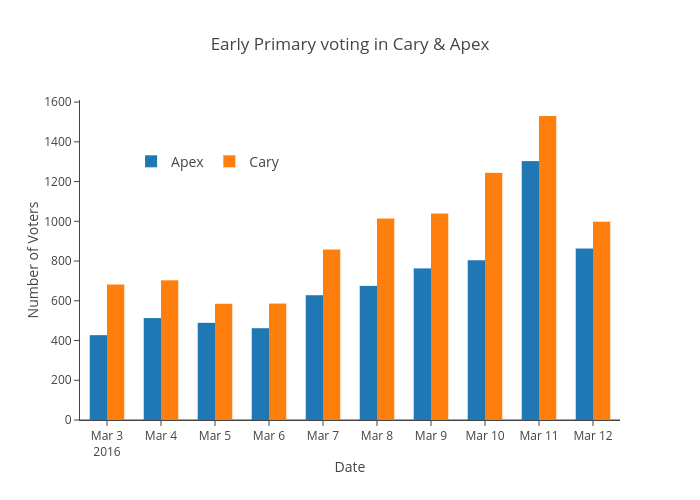 Early Primary voting in Cary & Apex
1600
1400
1200
1000
800
600
400
200
0
Number of Voters
Apex
Cary
Mar 3
2016
Mar 4
Mar 5
Mar 6
Mar 7
Mar 8
Mar 9
Mar 10
Mar 11
Mar 12
Date